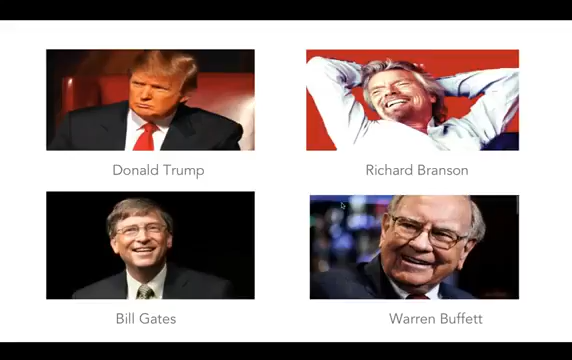 Donald Trump
Richard Branson
Bill Gates
Warren Buffett